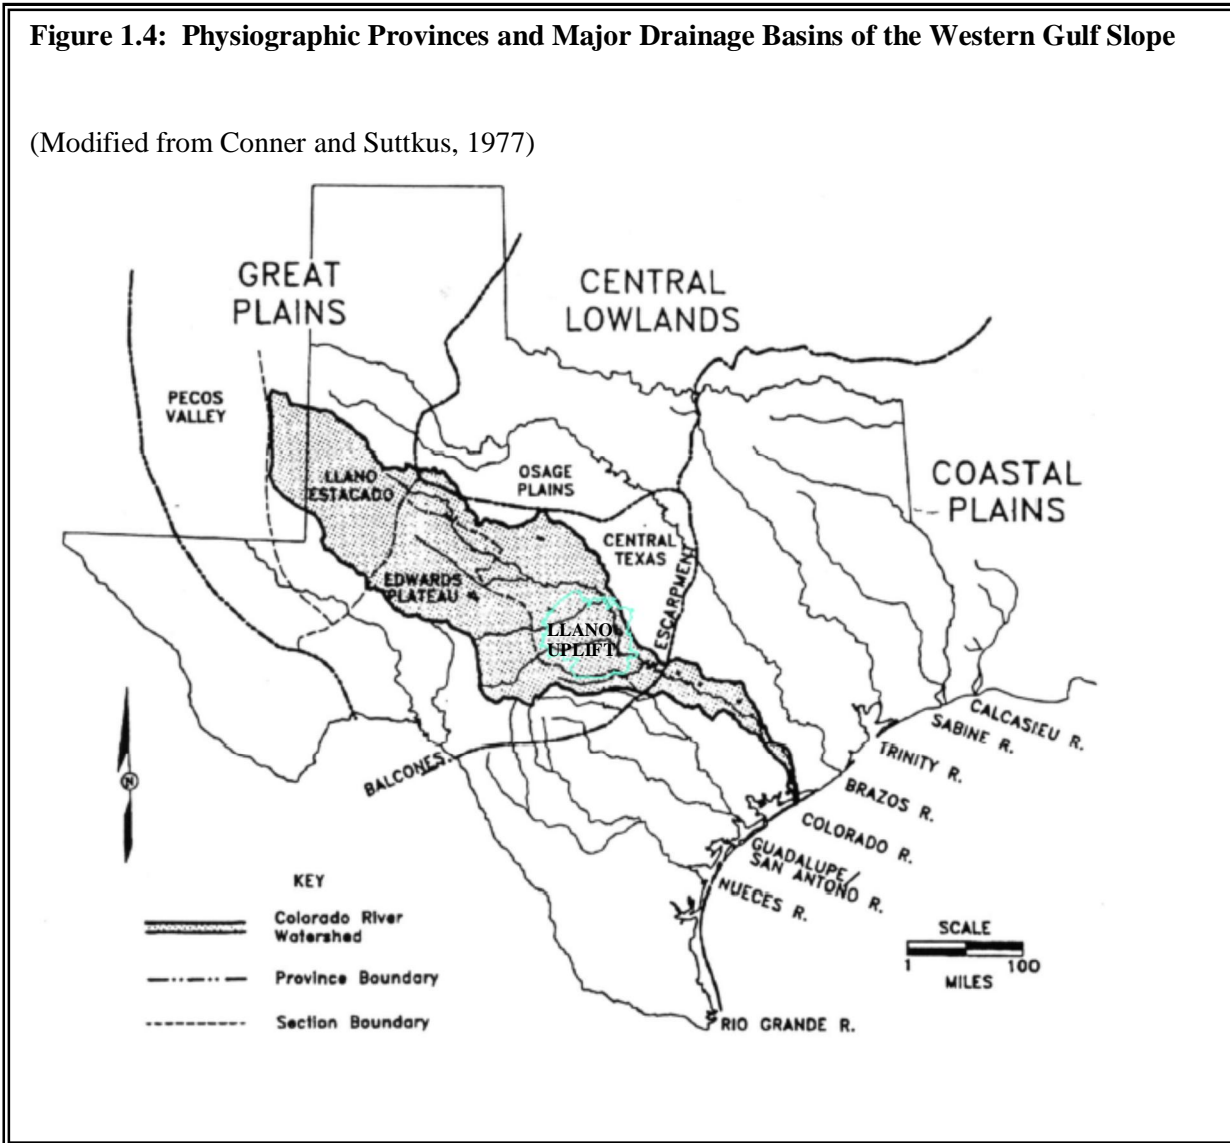 Figure 1.4: Physiographic Provinces and Major Drainage Basins of the Western Gulf Slope
(Modified from Conner and Suttkus, 1977)
GREAT
PLAINS
CENTRAL
LOWLANDS
PECOS
VALLEY
LLANO
ESTACADO
OSAGE
PLAINS
COASTAL
PLAINS
CENTRAL
TEXAS
EDWARDS
PLATEAU
LLANO
UPLIFT
ESCARPMENT
BALCONES
CALCASIEU R.
SABINE R.
TRINITY R.
BRAZOS R.
COLORADO R.
GUADALUPE/
SAN ANTONO R.
NUECES R.
RIO GRANDE R.
N
KEY
Colorado River
Watershed
Province Boundary
Section Boundary
SCALE
1 100
MILES